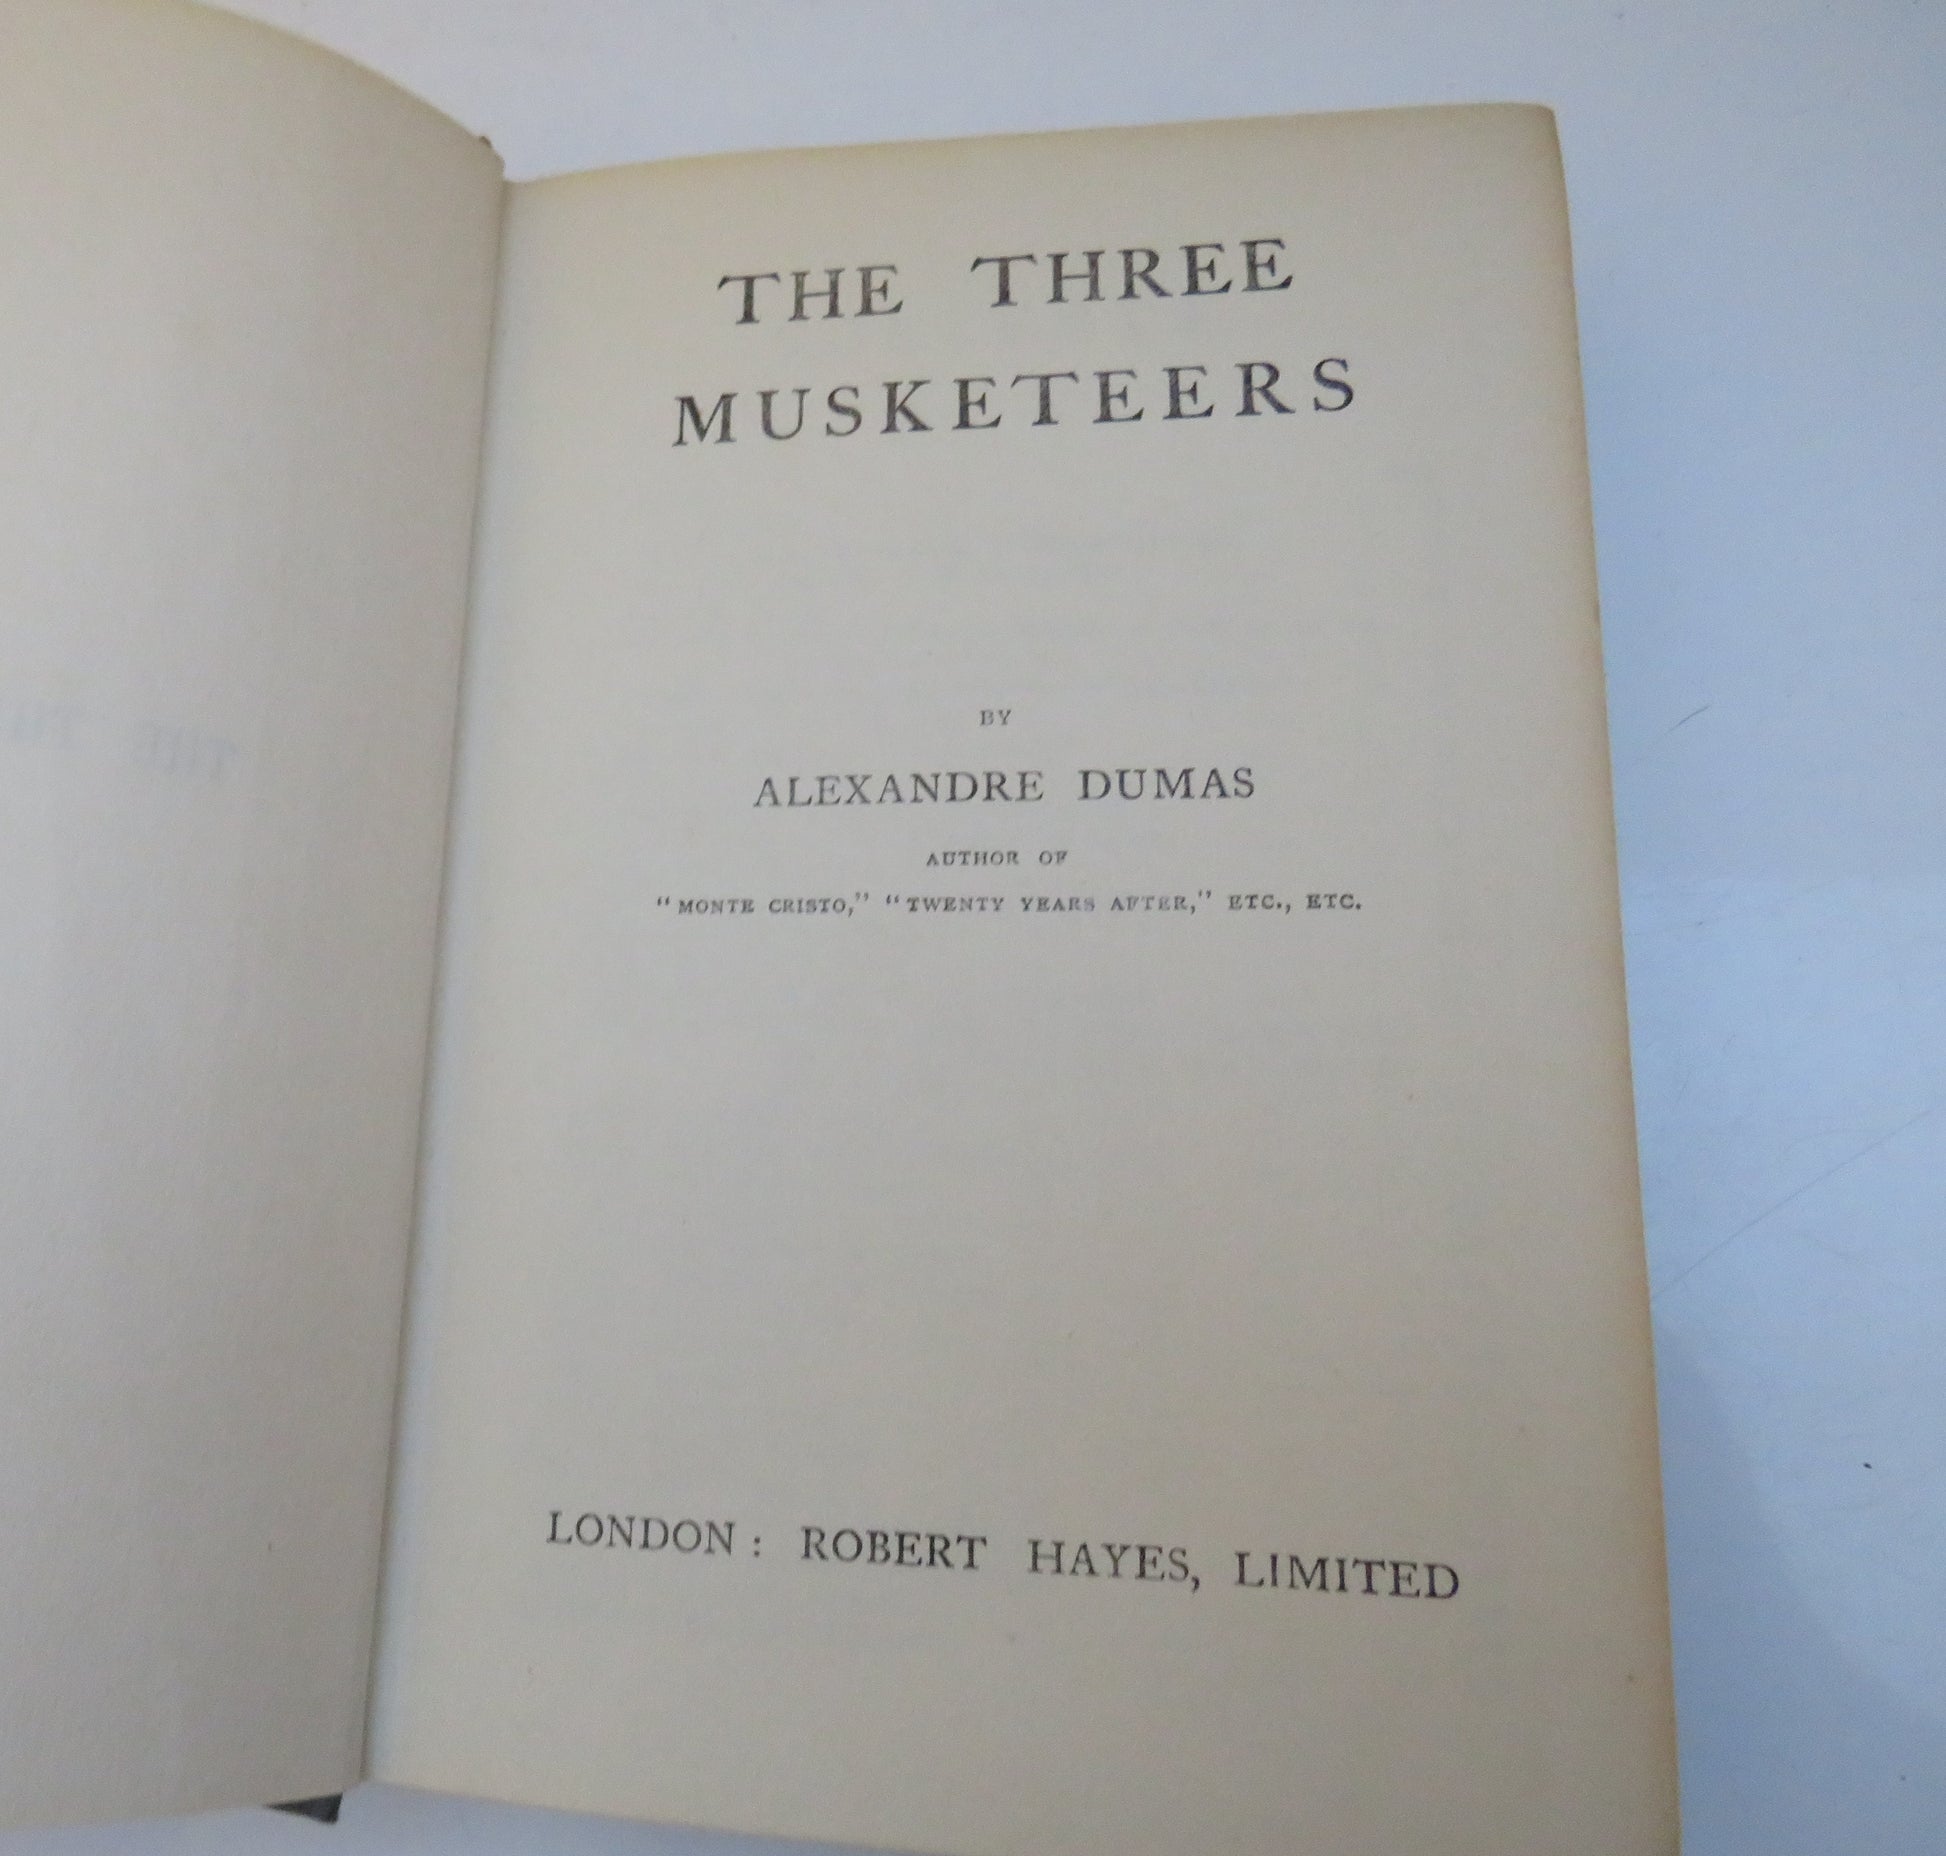 THE THREE
MUSKETEERS
BY
ALEXANDRE DUMAS
AUTHOR OF
"MONTE CRISTO," "TWENTY YEARS AFTER," ETC., ETC.
LONDON: ROBERT HAYES, LIMITED